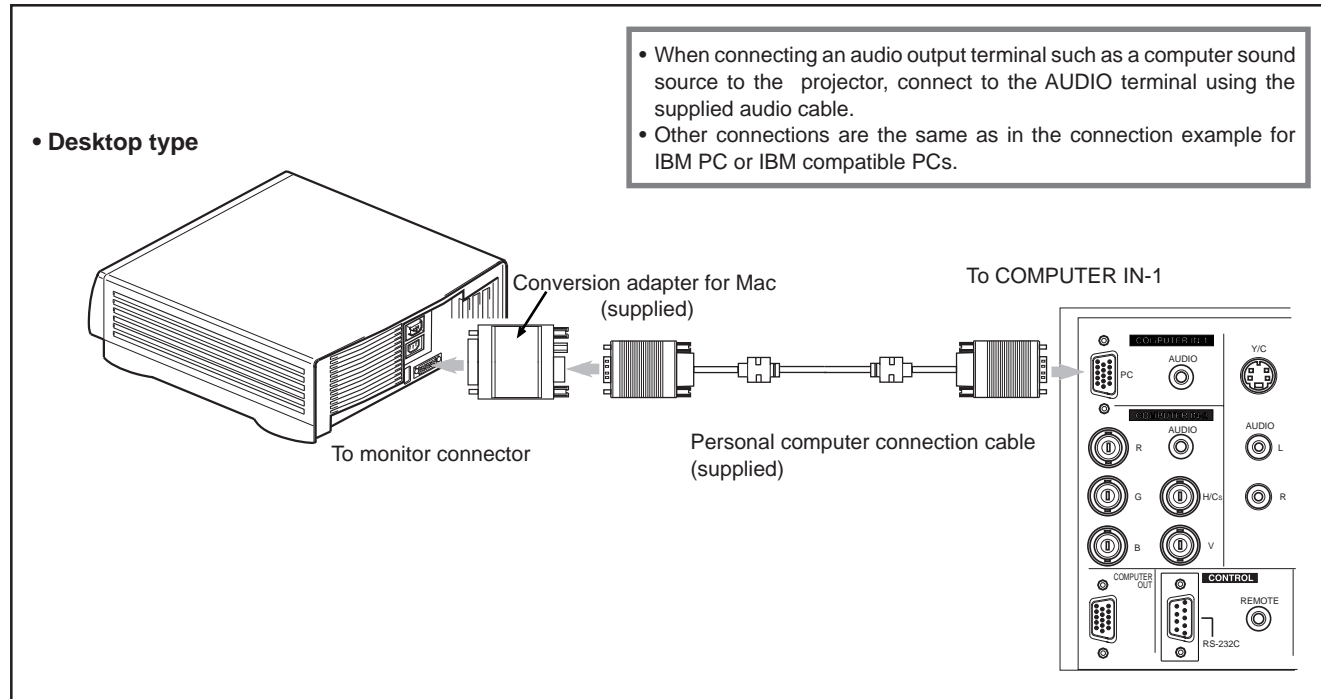 • When connecting an audio output terminal such as a computer sound
source to the projector, connect to the AUDIO terminal using the
supplied audio cable.
• Other connections are the same as in the connection example for
IBM PC or IBM compatible PCs.
• Desktop type
Conversion adapter for Mac
(supplied)
To COMPUTER IN-1
To monitor connector
Personal computer connection cable
(supplied)
COMPUTER IN-1
AUDIO
Y/C
PC
AUDIO
AUDIO
R
L
G
H/Cs
R
B
V
COMPUTER
OUT
CONTROL
REMOTE
RS-232C